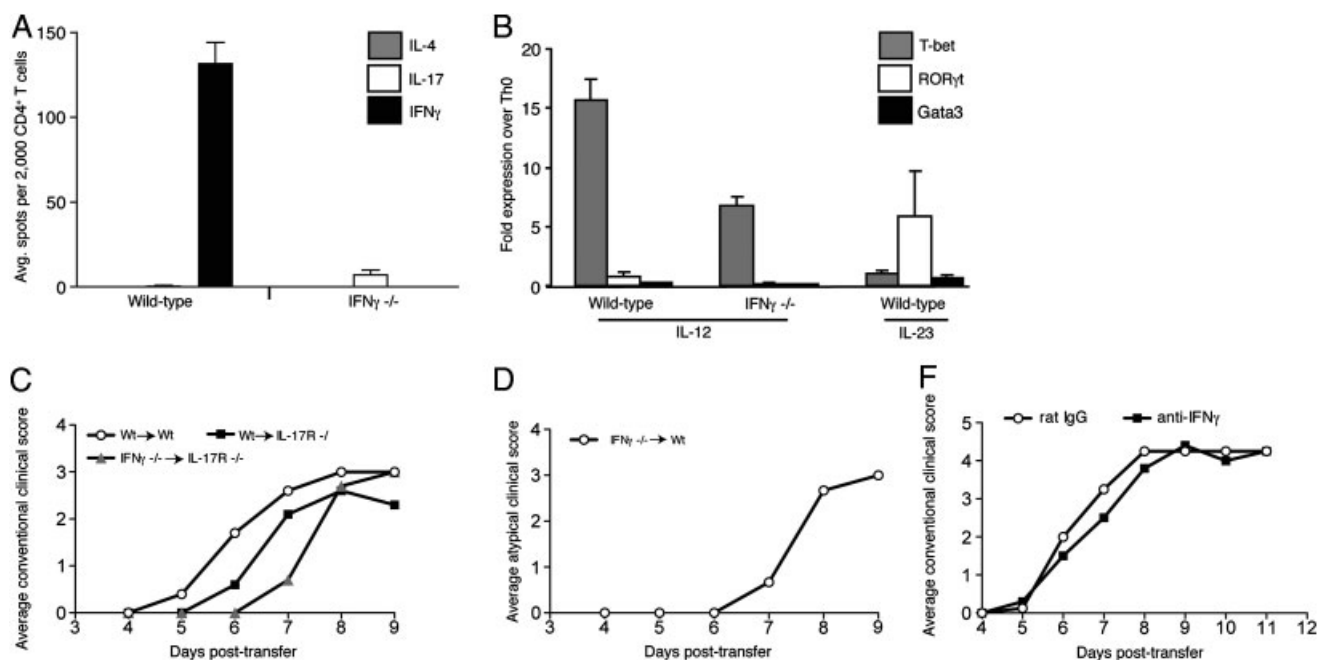 A
Avg. spots per 2,000 CD4⁺ T cells
150
100
50
0
IL-4
IL-17
IFNγ
Wild-type
IFNγ -/-
B
Fold expression over Th0
20
15
10
5
0
T-bet
RORγt
Gata3
Wild-type
IFNγ -/-
Wild-type
IL-12
IL-23
C
Average conventional clinical score
4
3
2
1
0
Wt→Wt
Wt→IL-17R -/
IFNγ -/-→IL-17R -/-
3 4 5 6 7 8 9
Days post-transfer
D
Average atypical clinical score
4
3
2
1
0
IFNγ -/-→Wt
3 4 5 6 7 8 9
Days post-transfer
F
Average conventional clinical score
5
4
3
2
1
0
rat IgG
anti-IFNγ
4 5 6 7 8 9 10 11 12
Days post-transfer